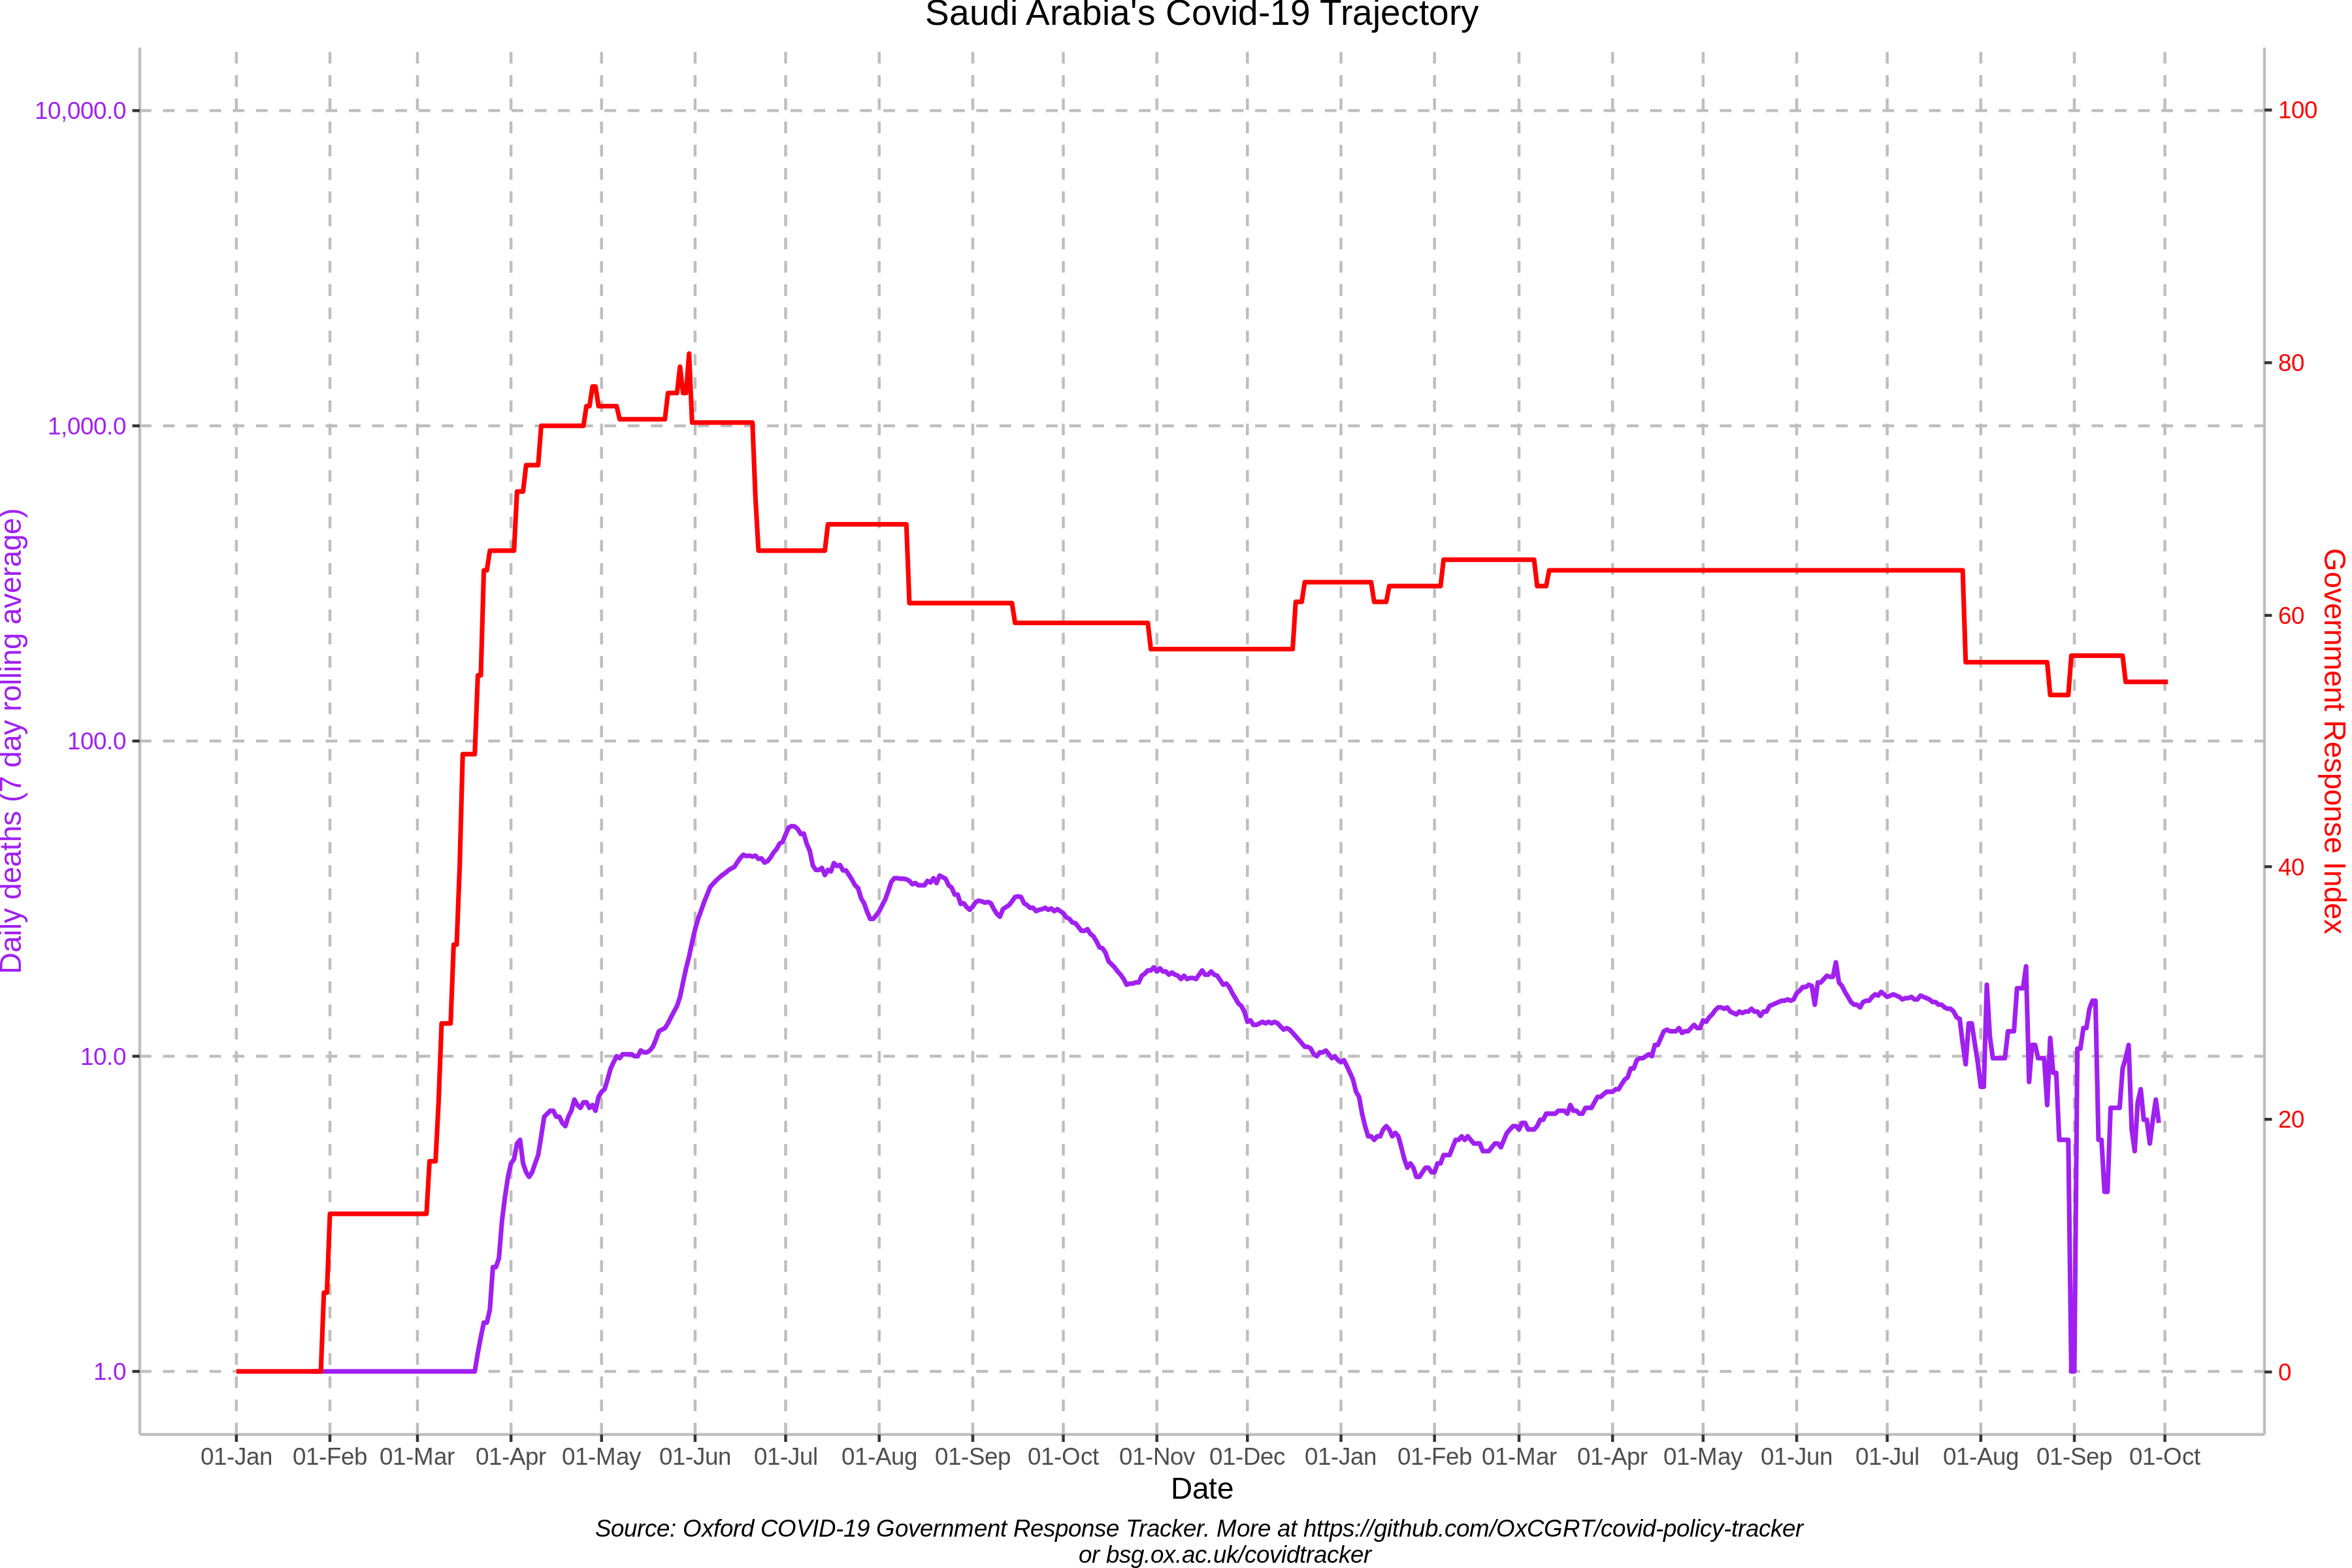 Saudi Arabia's Covid-19 Trajectory
10,000.0
1,000.0
100.0
10.0
1.0
Daily deaths (7 day rolling average)
100
80
60
40
20
0
Government Response Index
01-Jan 01-Feb 01-Mar 01-Apr 01-May 01-Jun 01-Jul 01-Aug 01-Sep 01-Oct 01-Nov 01-Dec 01-Jan 01-Feb 01-Mar 01-Apr 01-May 01-Jun 01-Jul 01-Aug 01-Sep 01-Oct
Date
Source: Oxford COVID-19 Government Response Tracker. More at https://github.com/OxCGRT/covid-policy-tracker
or bsg.ox.ac.uk/covidtracker